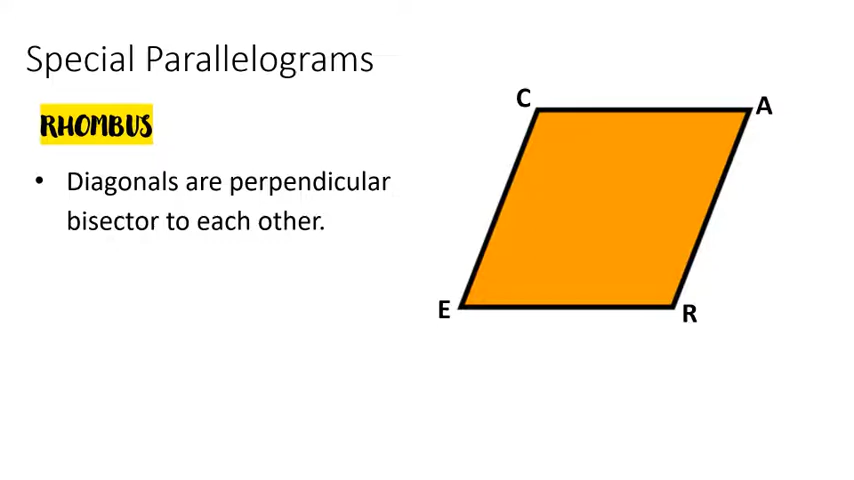 Special Parallelograms
RHOMBUS
• Diagonals are perpendicular
bisector to each other.
C
A
E
R